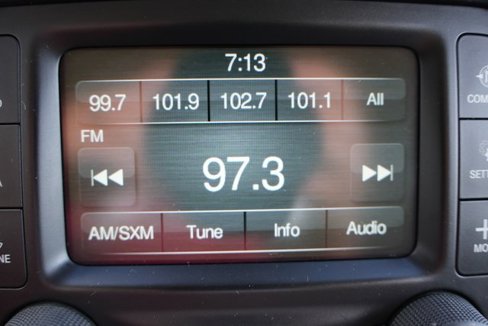 7:13
99.7 101.9 102.7 101.1 All
FM
97.3
AM/SXM Tune Info Audio